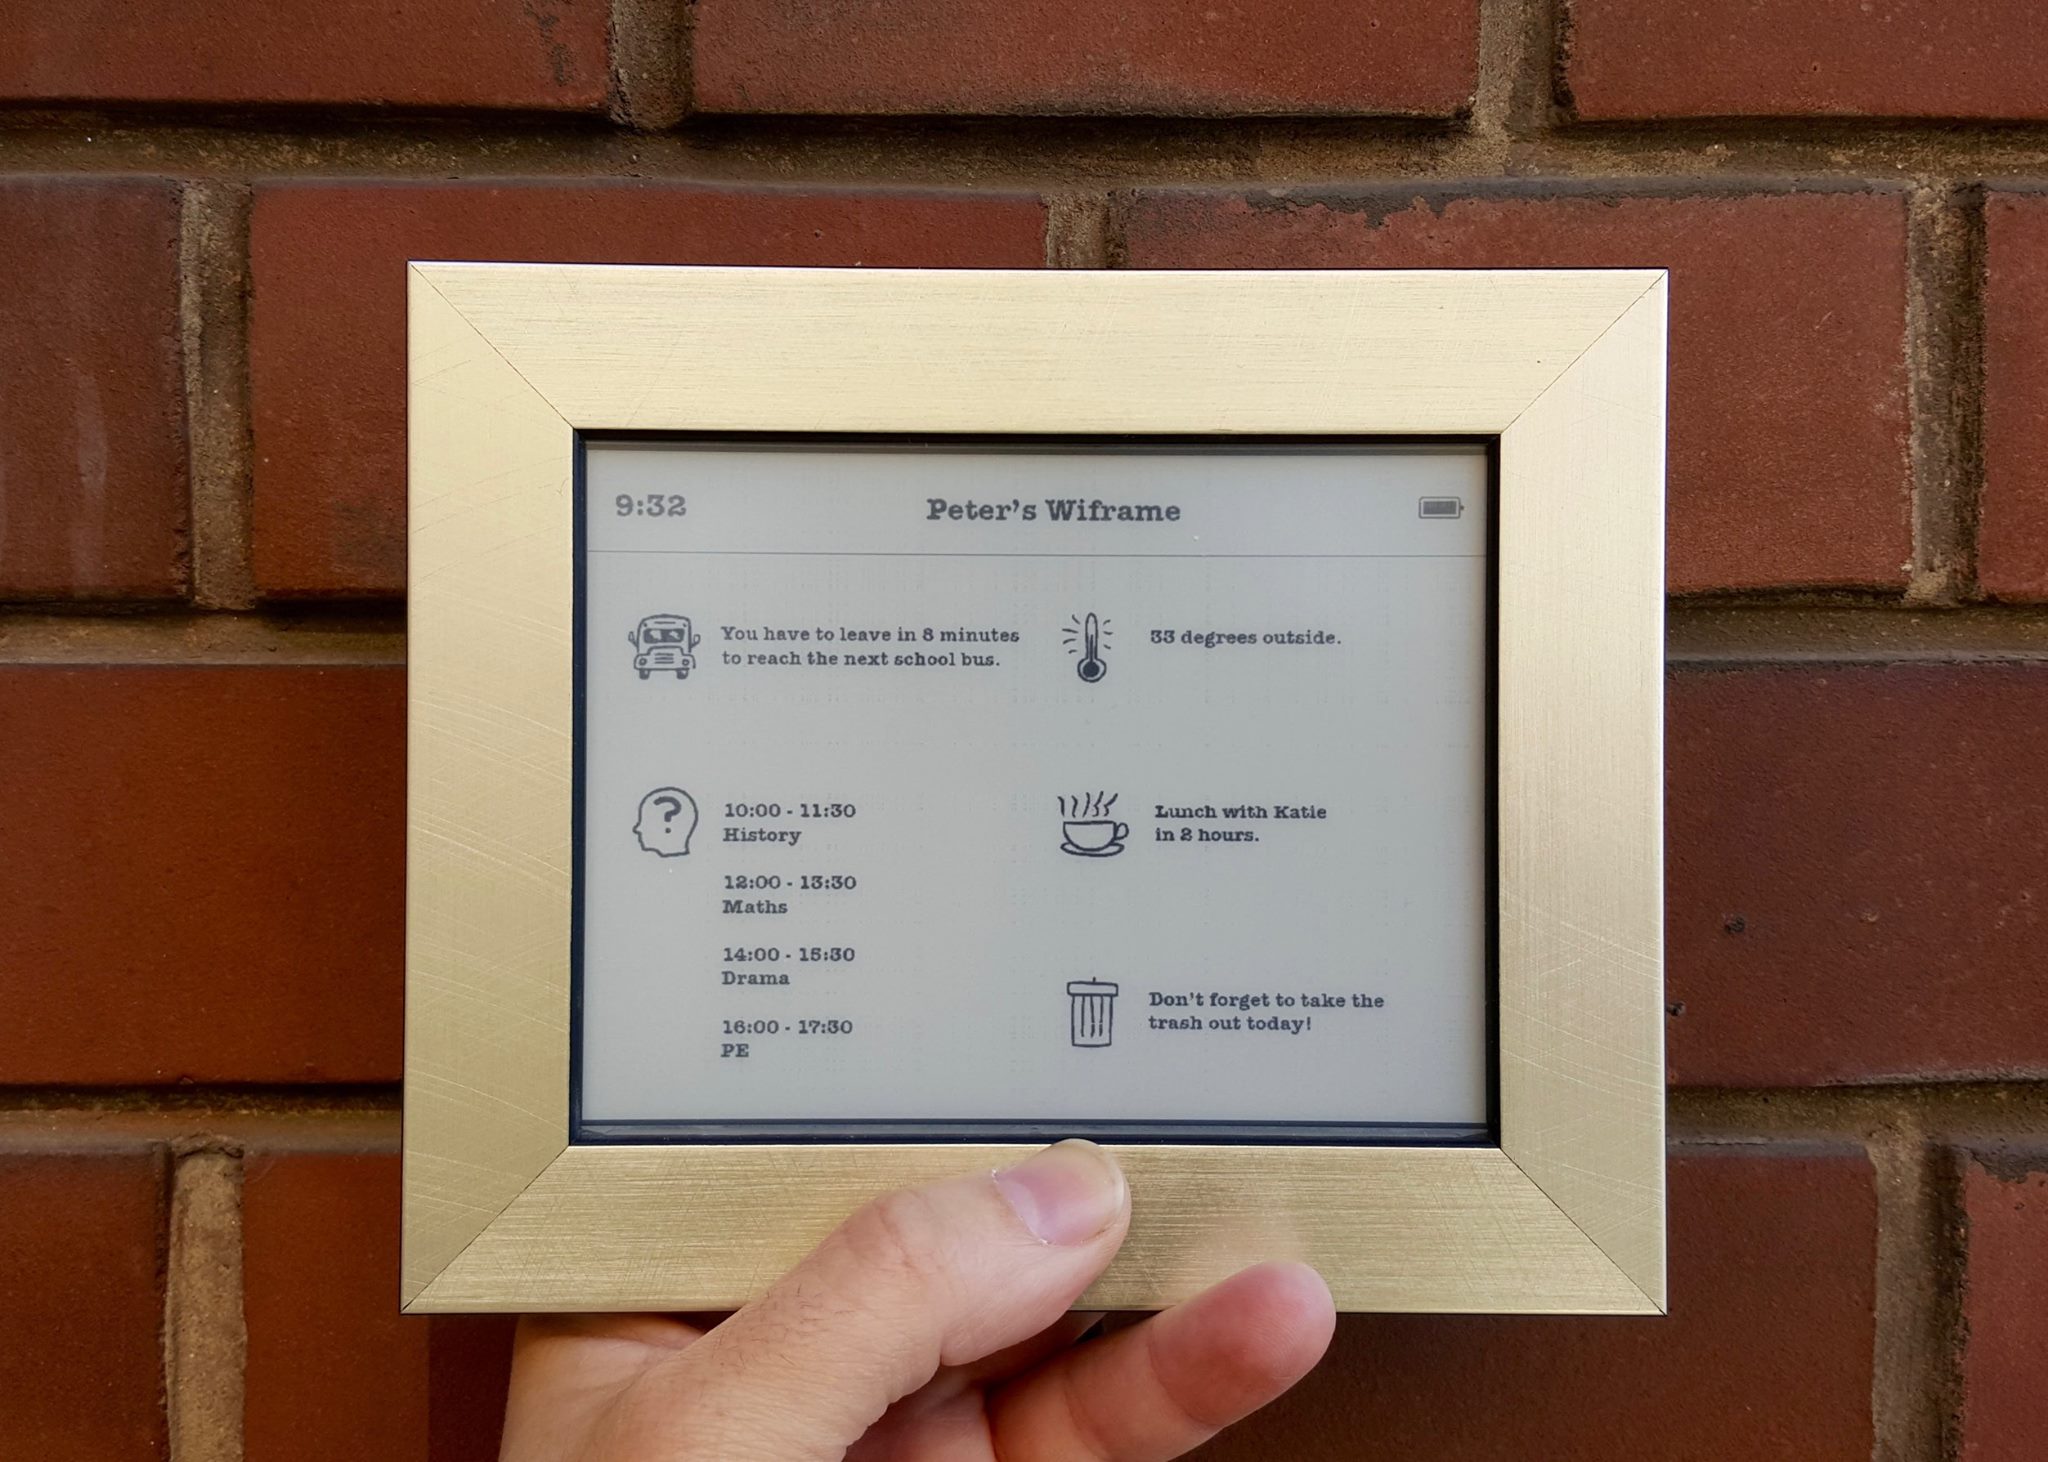 9:32
Peter's Wiframe
You have to leave in 8 minutes
to reach the next school bus.
33 degrees outside.
10:00 - 11:30
History
12:00 - 13:30
Maths
14:00 - 15:30
Drama
16:00 - 17:30
PE
Lunch with Katie
in 2 hours.
Don't forget to take the
trash out today!